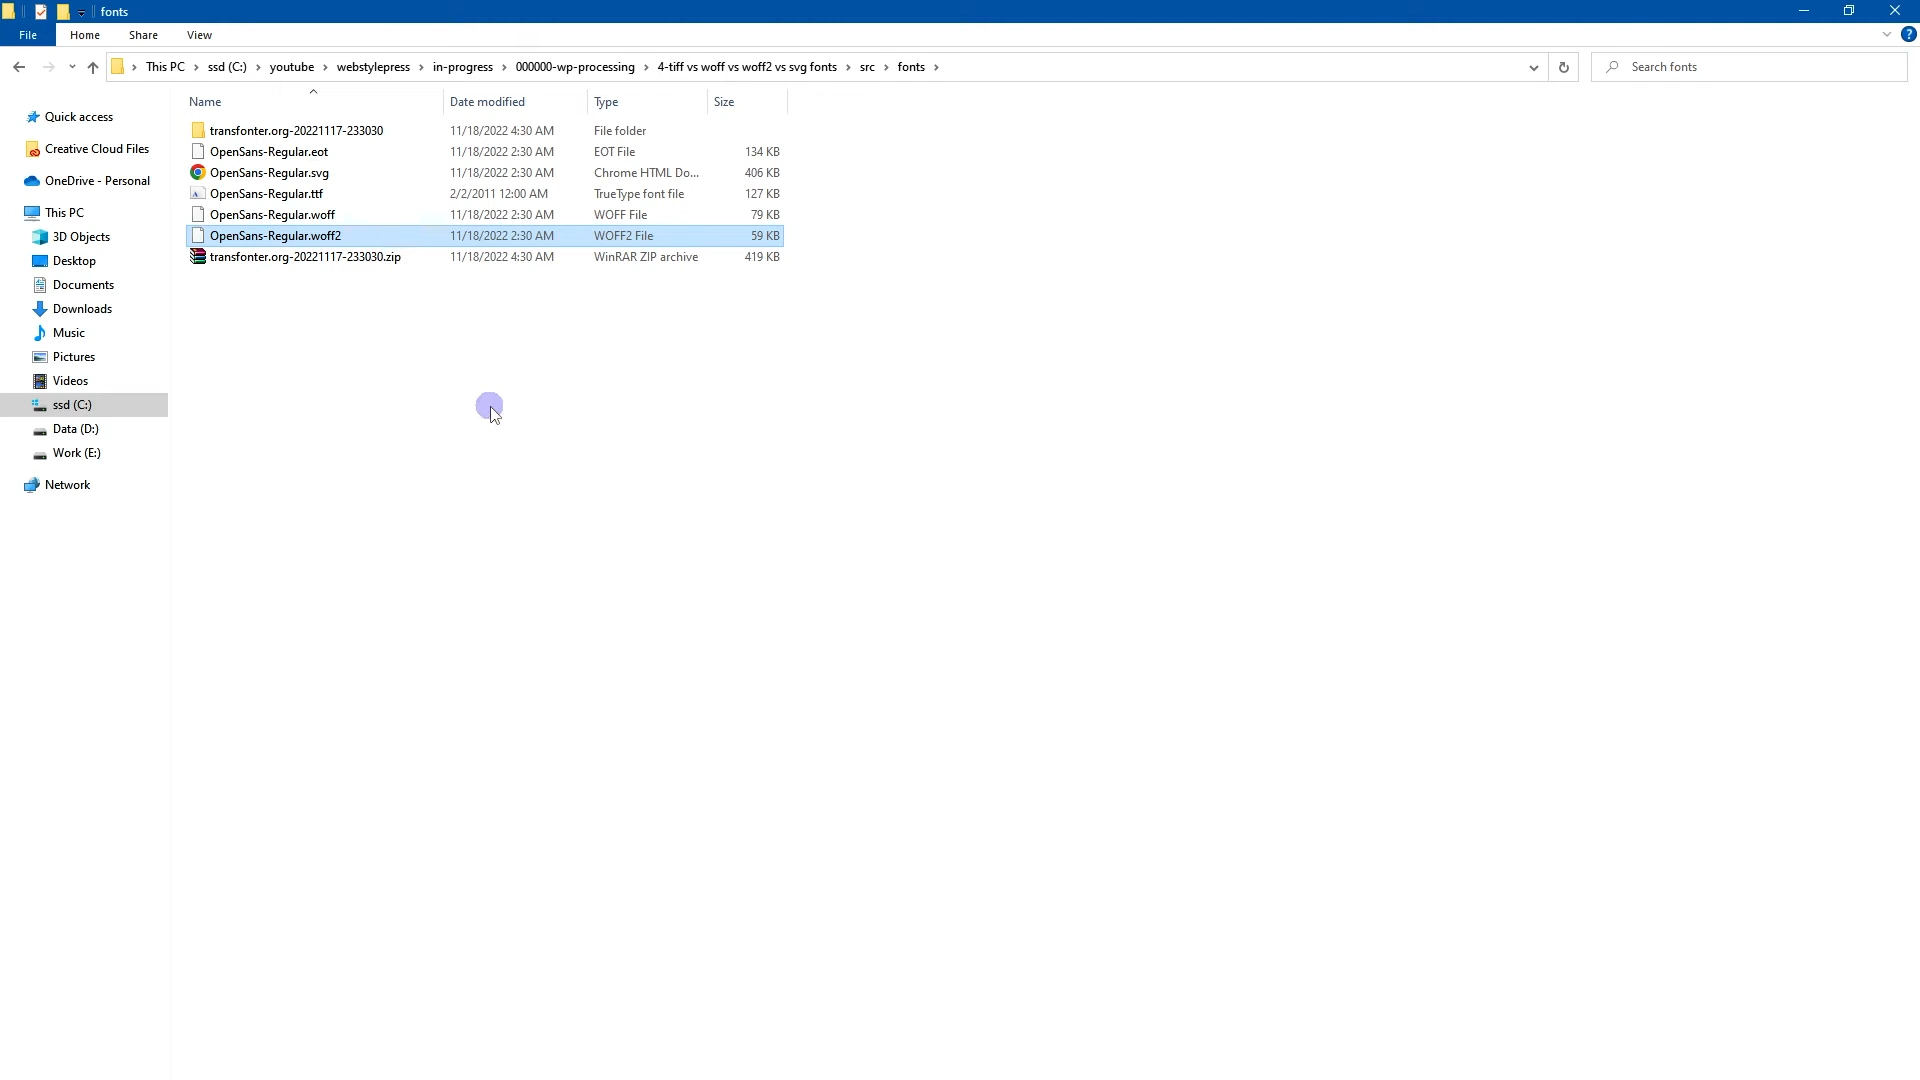 fonts
File Home Share View
This PC ssd (C:) youtube webstylepress in-progress 000000-wp-processing 4-tiff vs woff vs woff2 vs svg fonts src fonts
Search fonts
Name Date modified Type Size
transfonter.org-20221117-233030 11/18/2022 4:30 AM File folder
OpenSans-Regular.eot 11/18/2022 2:30 AM EOT File 134 KB
OpenSans-Regular.svg 11/18/2022 2:30 AM Chrome HTML Do... 406 KB
OpenSans-Regular.ttf 2/2/2011 12:00 AM TrueType font file 127 KB
OpenSans-Regular.woff 11/18/2022 2:30 AM WOFF File 79 KB
OpenSans-Regular.woff2 11/18/2022 2:30 AM WOFF2 File 59 KB
transfonter.org-20221117-233030.zip 11/18/2022 4:30 AM WinRAR ZIP archive 419 KB
Quick access
Creative Cloud Files
OneDrive - Personal
This PC
3D Objects
Desktop
Documents
Downloads
Music
Pictures
Videos
ssd (C:)
Data (D:)
Work (E:)
Network